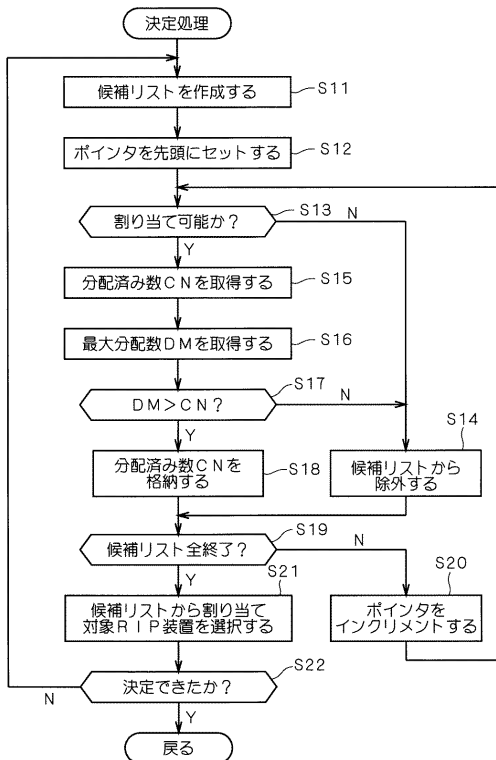 決定処理
候補リストを作成する
S11
ポインタを先頭にセットする
S12
割り当て可能か?
S13
N
Y
分配済み数CNを取得する
S15
最大分配数DMを取得する
S16
DM>CN?
S17
N
Y
分配済み数CNを
格納する
S18
S14
候補リストから
除外する
候補リスト全終了?
S19
N
Y
S21
候補リストから割り当て
対象RIP装置を選択する
S20
ポインタを
インクリメントする
決定できたか?
S22
N
Y
戻る